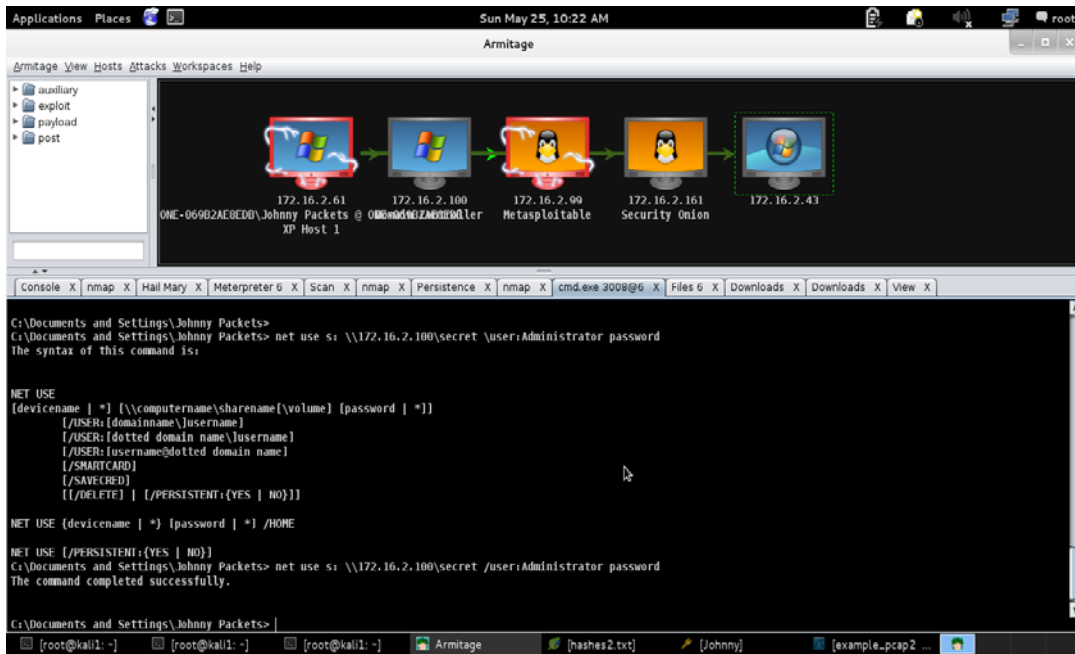 Applications Places Sun May 25, 10:22 AM root
Armitage
Armitage View Hosts Attacks Workspaces Help
auxiliary
exploit
payload
post
172.16.2.61 172.16.2.100 172.16.2.99 172.16.2.161 172.16.2.43
ONE-069B2AE8EDB\Johnny Packets @ Metasploitable Security Onion
XP Host 1
Console X nmap X Hail Mary X Meterpreter 6 X Scan X nmap X Persistence X nmap X cmd.exe 3008@6 X Files 6 X Downloads X Downloads X View X
C:\Documents and Settings\Johnny Packets>
C:\Documents and Settings\Johnny Packets> net use s: \\172.16.2.100\secret \user:Administrator password
The syntax of this command is:
NET USE
[devicename | *] [\\computername\sharename[\volume] [password | *]]
[/USER:[domainname\]username]
[/USER:[dotted domain name\]username]
[/USER:[username@dotted domain name]
[/SMARTCARD]
[/SAVECRED]
[[/DELETE] | [/PERSISTENT:{YES | NO}]]
NET USE {devicename | *} [password | *] /HOME
NET USE [/PERSISTENT:{YES | NO}]
C:\Documents and Settings\Johnny Packets> net use s: \\172.16.2.100\secret /user:Administrator password
The command completed successfully.
C:\Documents and Settings\Johnny Packets>
[root@kali1: ~] [root@kali1: ~] [root@kali1: ~] Armitage [hashes2.txt] [Johnny] [example_pcap2 ...